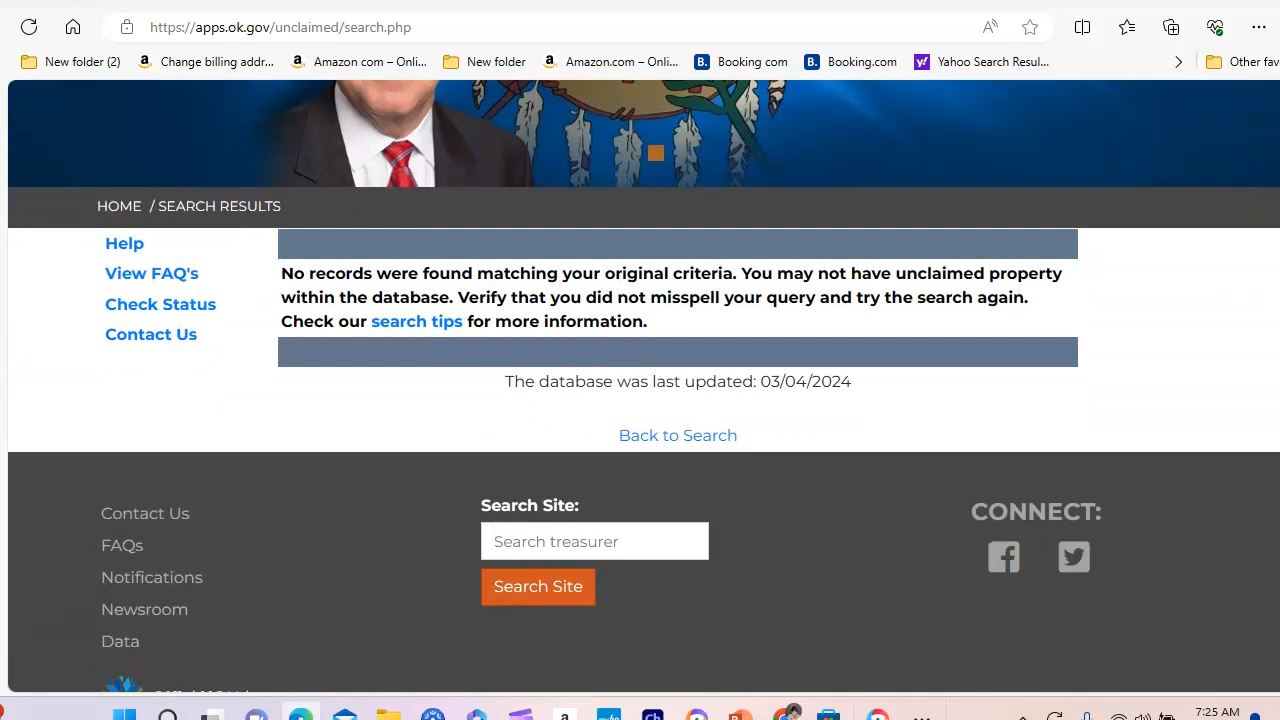 https://apps.ok.gov/unclaimed/search.php
New folder (2)
Change billing addr...
Amazon com – Onli...
New folder
Amazon.com – Onli...
Booking com
Booking.com
Yahoo Search Resul...
Other fav
HOME / SEARCH RESULTS
Help
View FAQ's
Check Status
Contact Us
No records were found matching your original criteria. You may not have unclaimed property
within the database. Verify that you did not misspell your query and try the search again.
Check our search tips for more information.
The database was last updated: 03/04/2024
Back to Search
Contact Us
FAQs
Notifications
Newsroom
Data
Search Site:
Search treasurer
Search Site
CONNECT:
7:25 AM